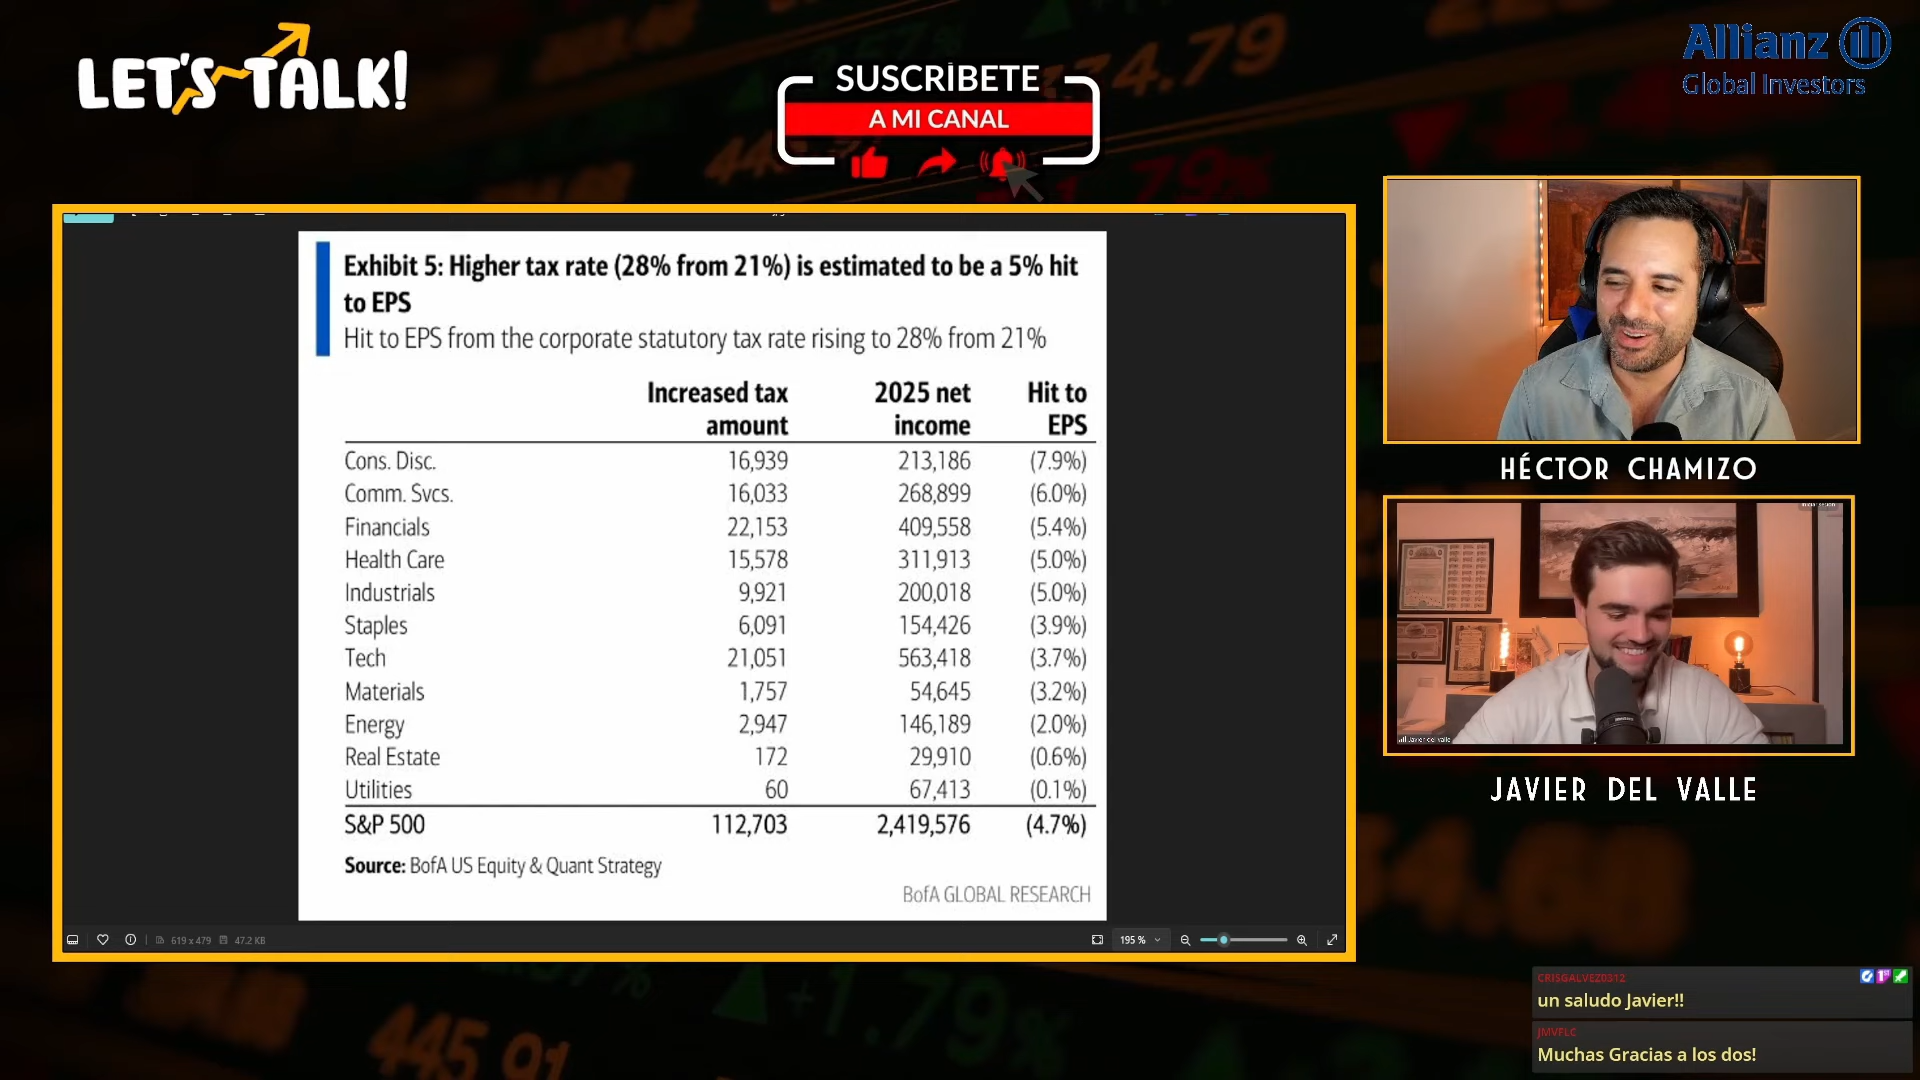 LET'S TALK!
SUSCRÍBETE
A MI CANAL
Allianz
Global Investors
Exhibit 5: Higher tax rate (28% from 21%) is estimated to be a 5% hit
to EPS
Hit to EPS from the corporate statutory tax rate rising to 28% from 21%
Increased tax amount 2025 net income Hit to EPS
Cons. Disc. 16,939 213,186 (7.9%)
Comm. Svcs. 16,033 268,899 (6.0%)
Financials 22,153 409,558 (5.4%)
Health Care 15,578 311,913 (5.0%)
Industrials 9,921 200,018 (5.0%)
Staples 6,091 154,426 (3.9%)
Tech 21,051 563,418 (3.7%)
Materials 1,757 54,645 (3.2%)
Energy 2,947 146,189 (2.0%)
Real Estate 172 29,910 (0.6%)
Utilities 60 67,413 (0.1%)
S&P 500 112,703 2,419,576 (4.7%)
Source: BofA US Equity & Quant Strategy
BofA GLOBAL RESEARCH
619 x 479 47.2 KB
195 %
HÉCTOR CHAMIZO
Javier del valle
JAVIER DEL VALLE
CRISGALVEZ0312
un saludo Javier!!
JMVFLC
Muchas Gracias a los dos!